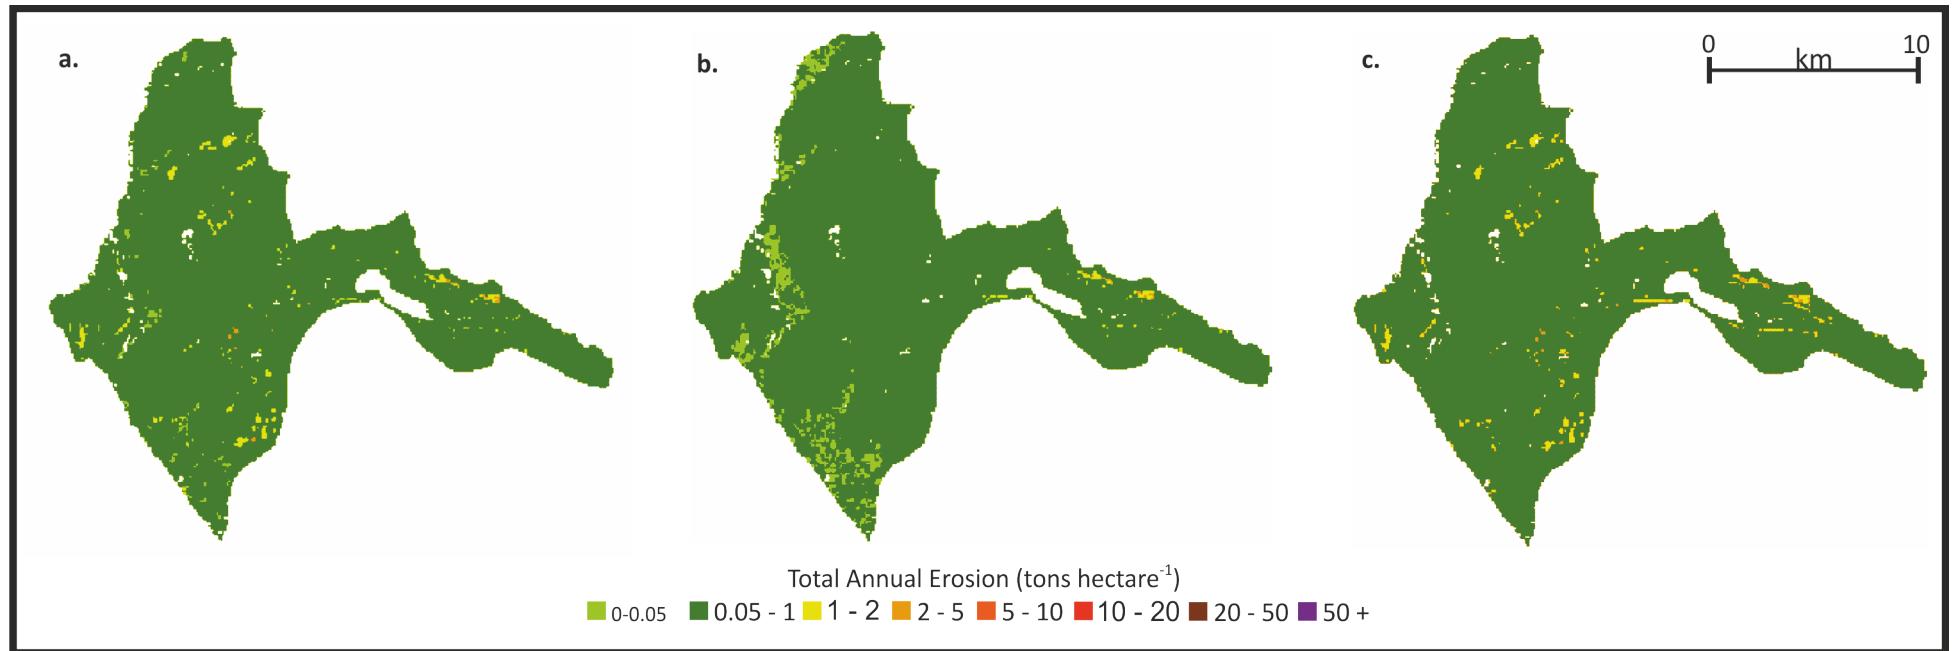 a.
b.
c.
0 10
km
Total Annual Erosion (tons hectare⁻¹)
0-0.05 0.05 - 1 1 - 2 2 - 5 5 - 10 10 - 20 20 - 50 50 +